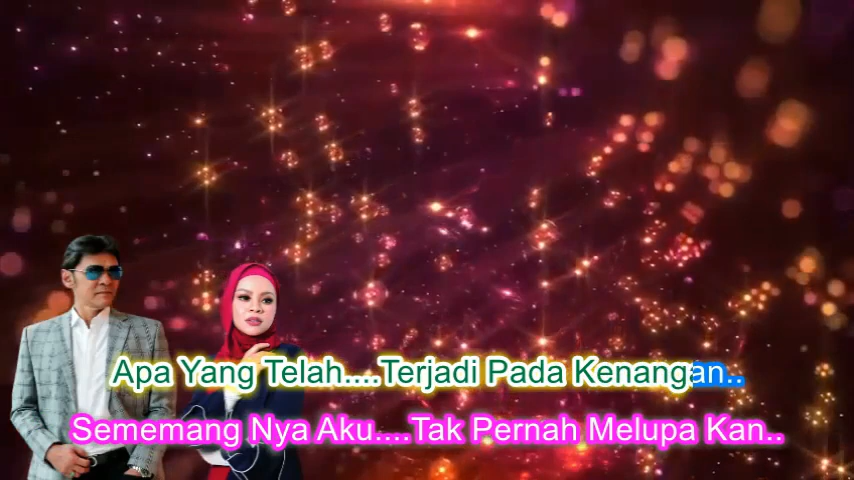 Apa Yang Telah....Terjadi Pada Kenangan..
Sememang Nya Aku....Tak Pernah Melupa Kan..